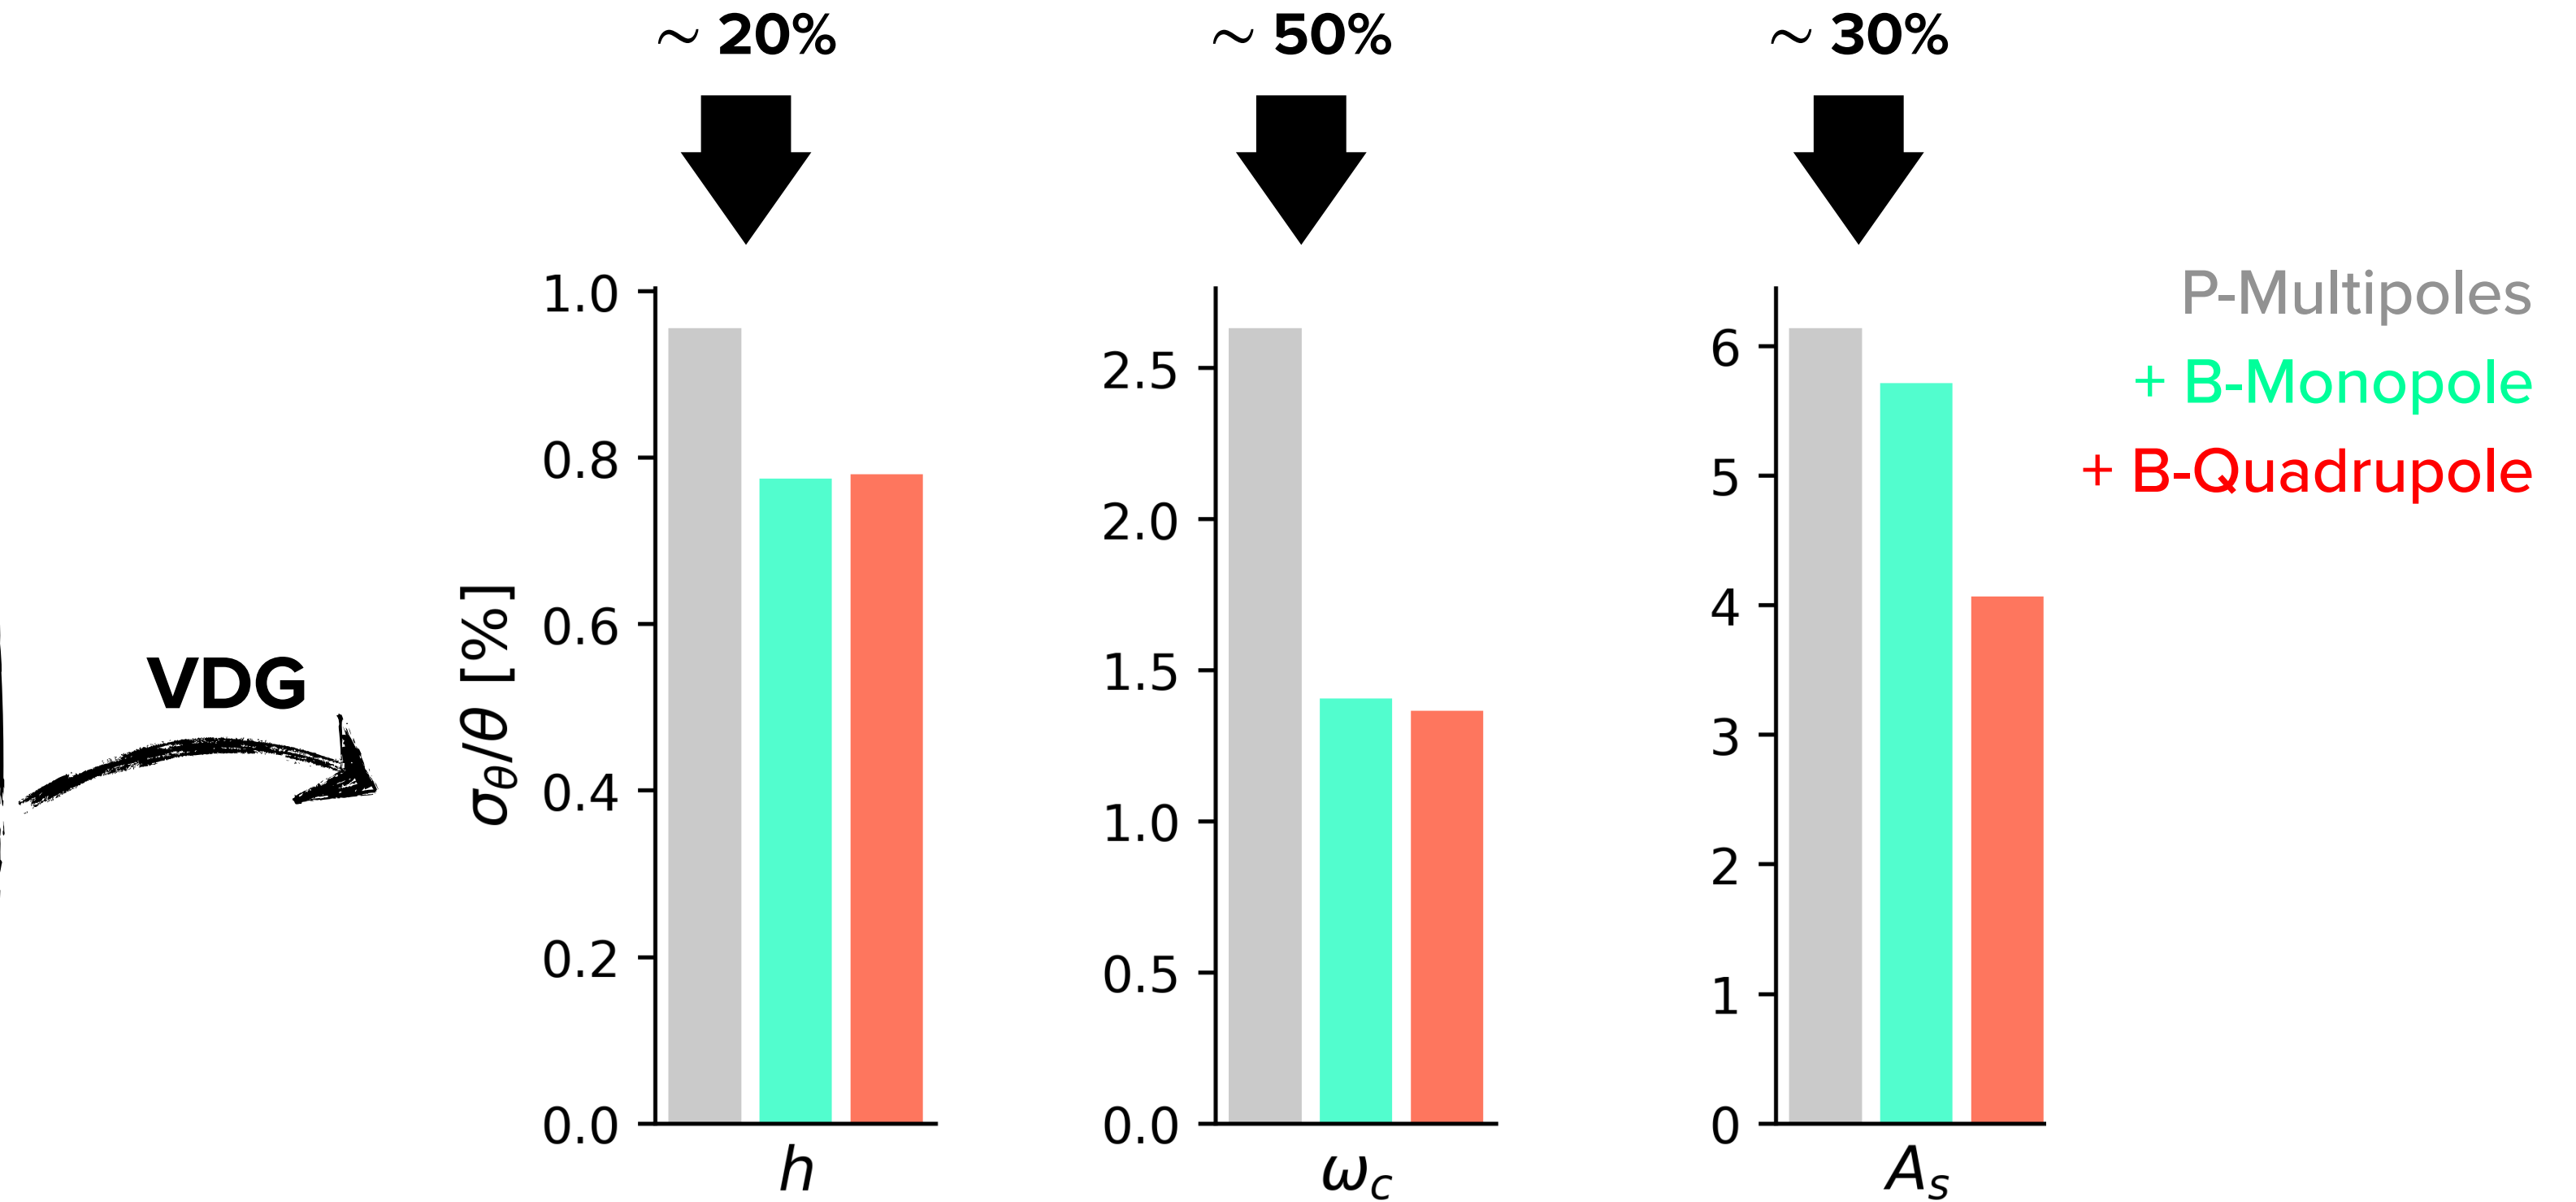 ~ 20%
~ 50%
~ 30%
P-Multipoles
+ B-Monopole
+ B-Quadrupole
VDG
σθ/θ [%]
1.0
0.8
0.6
0.4
0.2
0.0
h
2.5
2.0
1.5
1.0
0.5
0.0
ωc
6
5
4
3
2
1
0
As